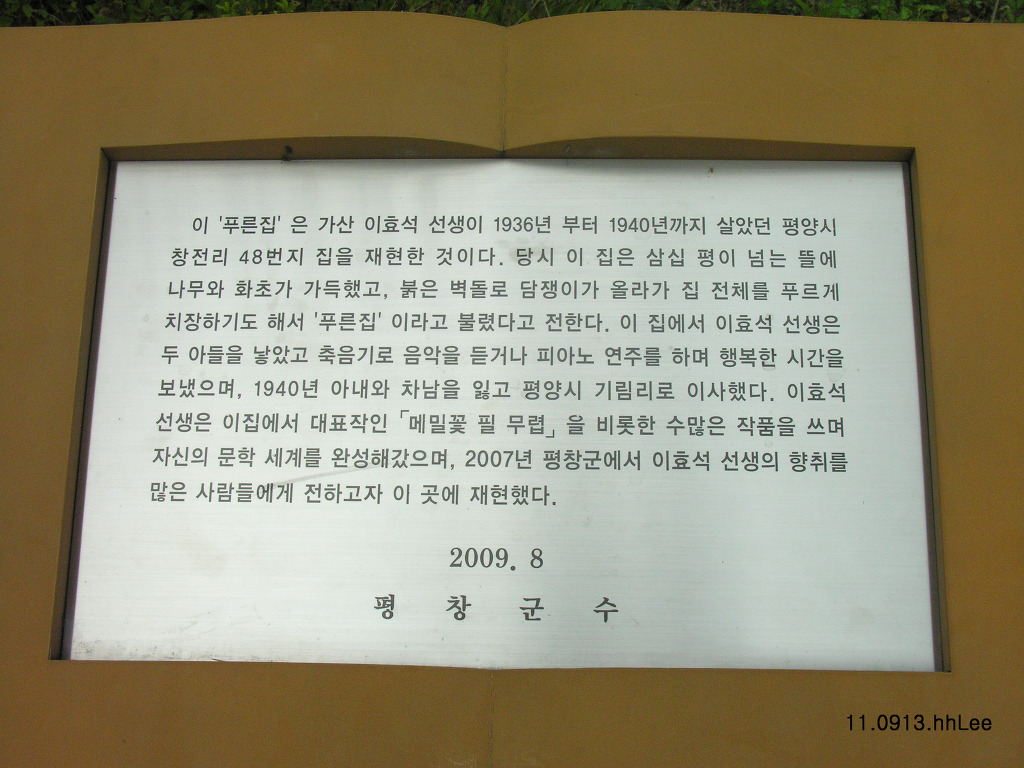 이 '푸른집' 은 가산 이효석 선생이 1936년 부터 1940년까지 살았던 평양시
창전리 48번지 집을 재현한 것이다. 당시 이 집은 삼십 평이 넘는 뜰에
나무와 화초가 가득했고, 붉은 벽돌로 담쟁이가 올라가 집 전체를 푸르게
치장하기도 해서 '푸른집' 이라고 불렸다고 전한다. 이 집에서 이효석 선생은
두 아들을 낳았고 축음기로 음악을 듣거나 피아노 연주를 하며 행복한 시간을
보냈으며, 1940년 아내와 차남을 잃고 평양시 기림리로 이사했다. 이효석
선생은 이집에서 대표작인 「메밀꽃 필 무렵」을 비롯한 수많은 작품을 쓰며
자신의 문학 세계를 완성해갔으며, 2007년 평창군에서 이효석 선생의 향취를
많은 사람들에게 전하고자 이 곳에 재현했다.
2009. 8
평 창 군 수
11.0913.hhLee